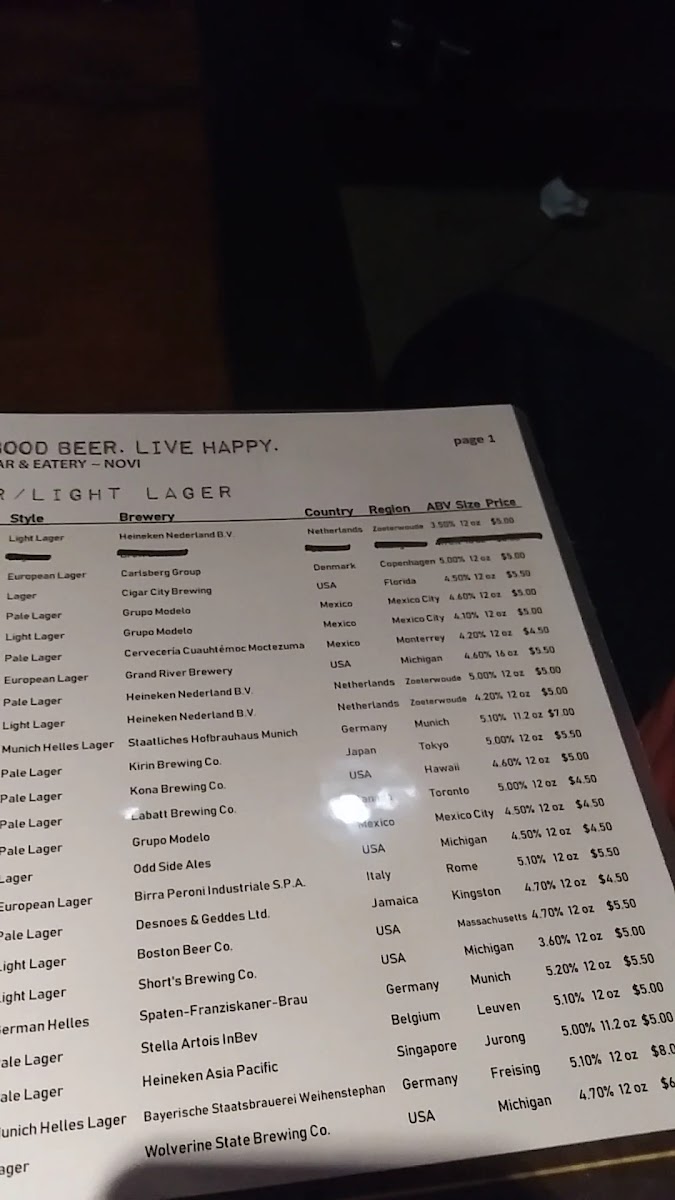 OOD BEER. LIVE HAPPY.
page 1
AR & EATERY – NOVI
R/LIGHT LAGER
Style Brewery Country Region ABV Size Price
Light Lager Heineken Nederland B.V. Netherlands Zoeterwoude 3.50% 12 oz $5.00
European Lager Carlsberg Group Denmark Copenhagen 5.00% 12 oz $5.00
Lager Cigar City Brewing USA Florida 4.50% 12 oz $5.50
Pale Lager Grupo Modelo Mexico Mexico City 4.60% 12 oz $5.00
Light Lager Grupo Modelo Mexico Mexico City 4.10% 12 oz $5.00
Pale Lager Cervecería Cuauhtémoc Moctezuma Mexico Monterrey 4.20% 12 oz $4.50
European Lager Grand River Brewery USA Michigan 4.60% 16 oz $5.50
Pale Lager Heineken Nederland B.V. Netherlands Zoeterwoude 5.00% 12 oz $5.00
Light Lager Heineken Nederland B.V. Netherlands Zoeterwoude 4.20% 12 oz $5.00
Munich Helles Lager Staatliches Hofbrauhaus Munich Germany Munich 5.10% 11.2 oz $7.00
Pale Lager Kirin Brewing Co. Japan Tokyo 5.00% 12 oz $5.50
Pale Lager Kona Brewing Co. USA Hawaii 4.60% 12 oz $5.00
Pale Lager Labatt Brewing Co. Toronto 5.00% 12 oz $4.50
Pale Lager Grupo Modelo Mexico Mexico City 4.50% 12 oz $4.50
Lager Odd Side Ales USA Michigan 4.50% 12 oz $4.50
European Lager Birra Peroni Industriale S.P.A. Italy Rome 5.10% 12 oz $5.50
Pale Lager Desnoes & Geddes Ltd. Jamaica Kingston 4.70% 12 oz $4.50
ight Lager Boston Beer Co. USA Massachusetts 4.70% 12 oz $5.50
ight Lager Short's Brewing Co. USA Michigan 3.60% 12 oz $5.00
erman Helles Spaten-Franziskaner-Brau Germany Munich 5.20% 12 oz $5.50
ale Lager Stella Artois InBev Belgium Leuven 5.10% 12 oz $5.00
ale Lager Heineken Asia Pacific Singapore Jurong 5.00% 11.2 oz $5.00
unich Helles Lager Bayerische Staatsbrauerei Weihenstephan Germany Freising 5.10% 12 oz $8.0
ager Wolverine State Brewing Co. USA Michigan 4.70% 12 oz $6